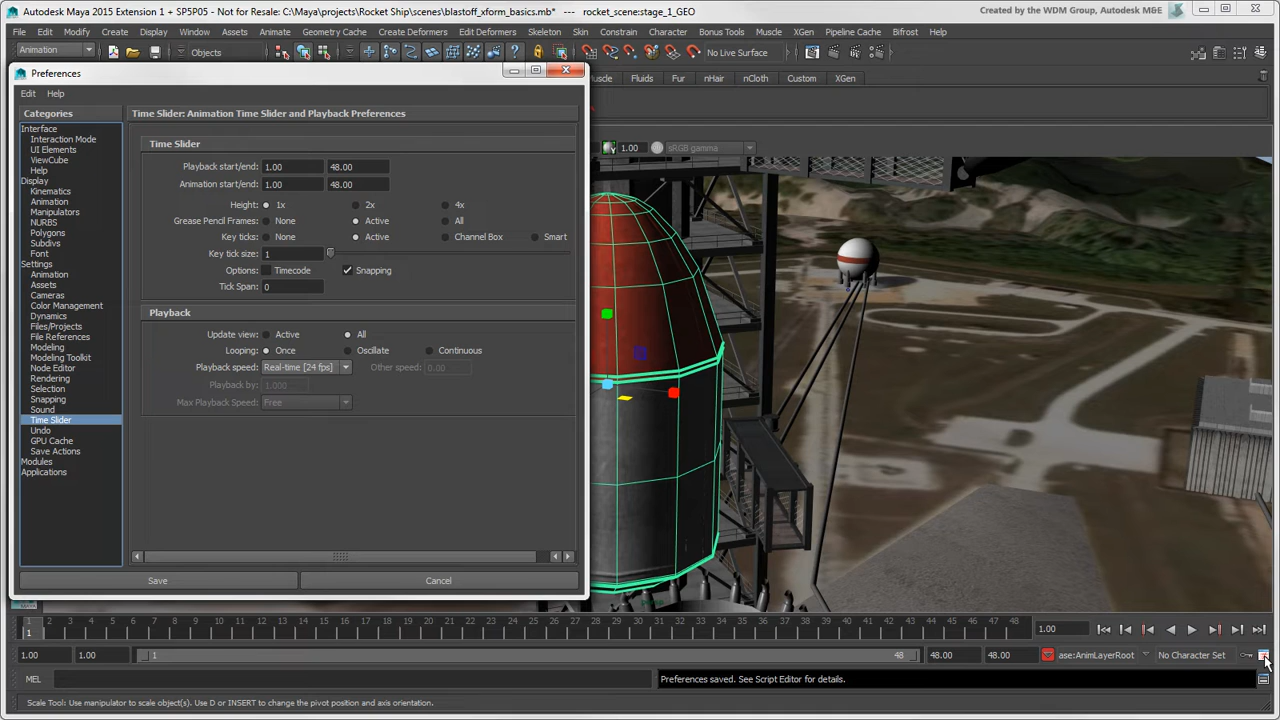 Autodesk Maya 2015 Extension 1 + SP5P05 - Not for Resale: C:\Maya\projects\Rocket Ship\scenes\blastoff_xform_basics.mb* --- rocket_scene:stage_1_GEO
Created by the WDM Group, Autodesk M&E
File Edit Modify Create Display Window Assets Animate Geometry Cache Create Deformers Edit Deformers Skeleton Skin Constrain Character Bonus Tools Muscle XGen Pipeline Cache Bifrost Help
Animation Objects No Live Surface
Preferences
Muscle Fluids Fur nHair nCloth Custom XGen
Edit Help
Categories
Time Slider: Animation Time Slider and Playback Preferences
Interface
Interaction Mode
UI Elements
ViewCube
Help
Display
Kinematics
Animation
Manipulators
NURBS
Polygons
Subdivs
Font
Settings
Animation
Assets
Cameras
Color Management
Dynamics
Files/Projects
File References
Modeling
Modeling Toolkit
Node Editor
Rendering
Selection
Snapping
Sound
Time Slider
Undo
GPU Cache
Save Actions
Modules
Applications
Time Slider
Playback start/end: 1.00 48.00
Animation start/end: 1.00 48.00
Height: 1x 2x 4x
Grease Pencil Frames: None Active All
Key ticks: None Active Channel Box Smart
Key tick size: 1
Options: Timecode Snapping
Tick Span: 0
Playback
Update view: Active All
Looping: Once Oscillate Continuous
Playback speed: Real-time [24 fps] Other speed: 0.00
Playback by: 1.000
Max Playback Speed: Free
Save Cancel
1.00 sRGB gamma
persp
1 2 3 4 5 6 7 8 9 10 11 12 13 14 15 16 17 18 19 20 21 22 23 24 25 26 27 28 29 30 31 32 33 34 35 36 37 38 39 40 41 42 43 44 45 46 47 48
1
1.00
1.00 1.00 1 48 48.00 48.00 ase:AnimLayerRoot No Character Set
MEL Preferences saved. See Script Editor for details.
Scale Tool: Use manipulator to scale object(s). Use D or INSERT to change the pivot position and axis orientation.